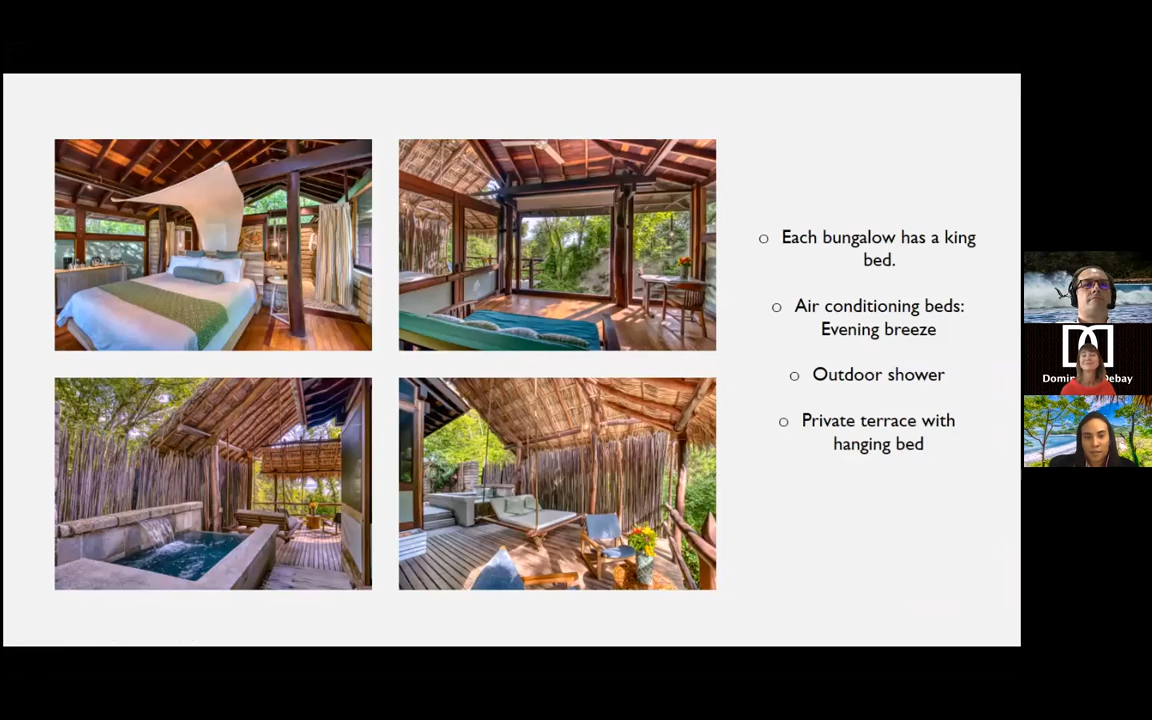 Each bungalow has a king
bed.
Air conditioning beds:
Evening breeze
Outdoor shower
Private terrace with
hanging bed